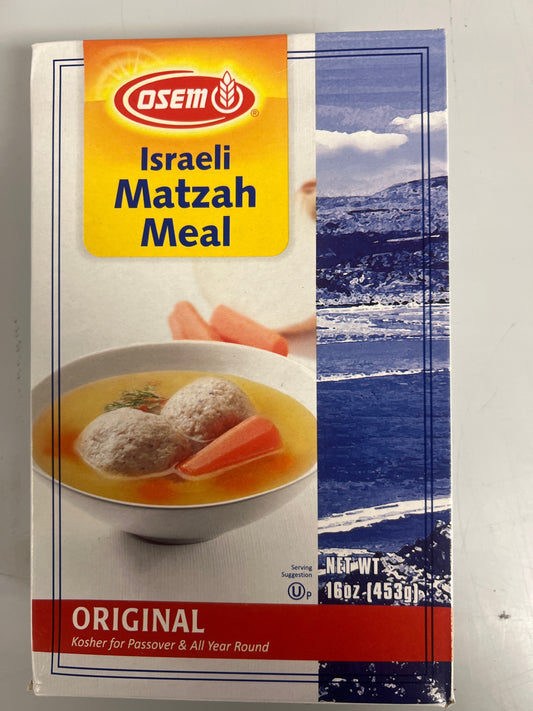 OSEM
®
Israeli
Matzah
Meal
Serving
Suggestion
U P
NET WT
16oz (453g)
ORIGINAL
Kosher for Passover & All Year Round